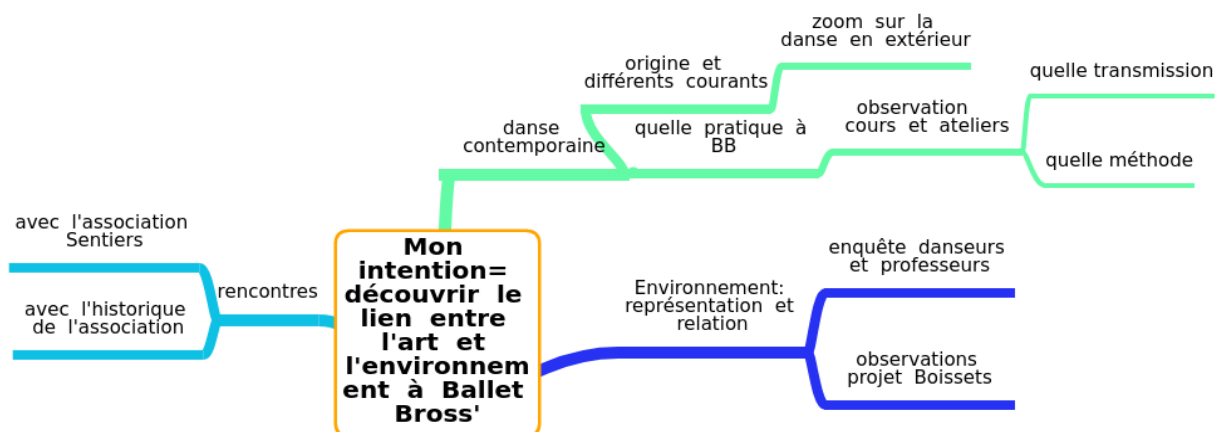 zoom sur la
danse en extérieur
origine et
différents courants
quelle transmission
observation
cours et ateliers
danse
contemporaine
quelle pratique à
BB
quelle méthode
avec l'association
Sentiers
rencontres
avec l'historique
de l'association
Mon
intention=
découvrir le
lien entre
l'art et
l'environnem
ent à Ballet
Bross'
enquête danseurs
et professeurs
Environnement:
représentation et
relation
observations
projet Boissets